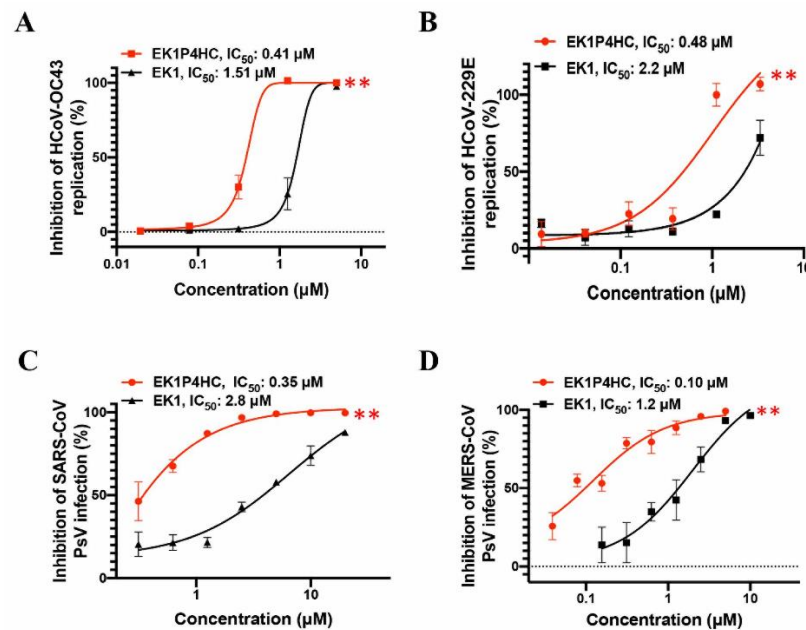 A
EK1P4HC, IC50: 0.41 μM
EK1, IC50: 1.51 μM
100
50
0
**
Inhibition of HCoV-OC43
replication (%)
0.01 0.1 1 10
Concentration (μM)
B
EK1P4HC, IC50: 0.48 μM
EK1, IC50: 2.2 μM
100
50
0
**
Inhibition of HCoV-229E
replication (%)
0.1 1 10
Concentration (μM)
C
EK1P4HC, IC50: 0.35 μM
EK1, IC50: 2.8 μM
100
50
0
**
Inhibition of SARS-CoV
PsV infection (%)
1 10
Concentration (μM)
D
EK1P4HC, IC50: 0.10 μM
EK1, IC50: 1.2 μM
100
50
0
**
Inhibition of MERS-CoV
PsV infection (%)
0.1 1 10
Concentration (μM)